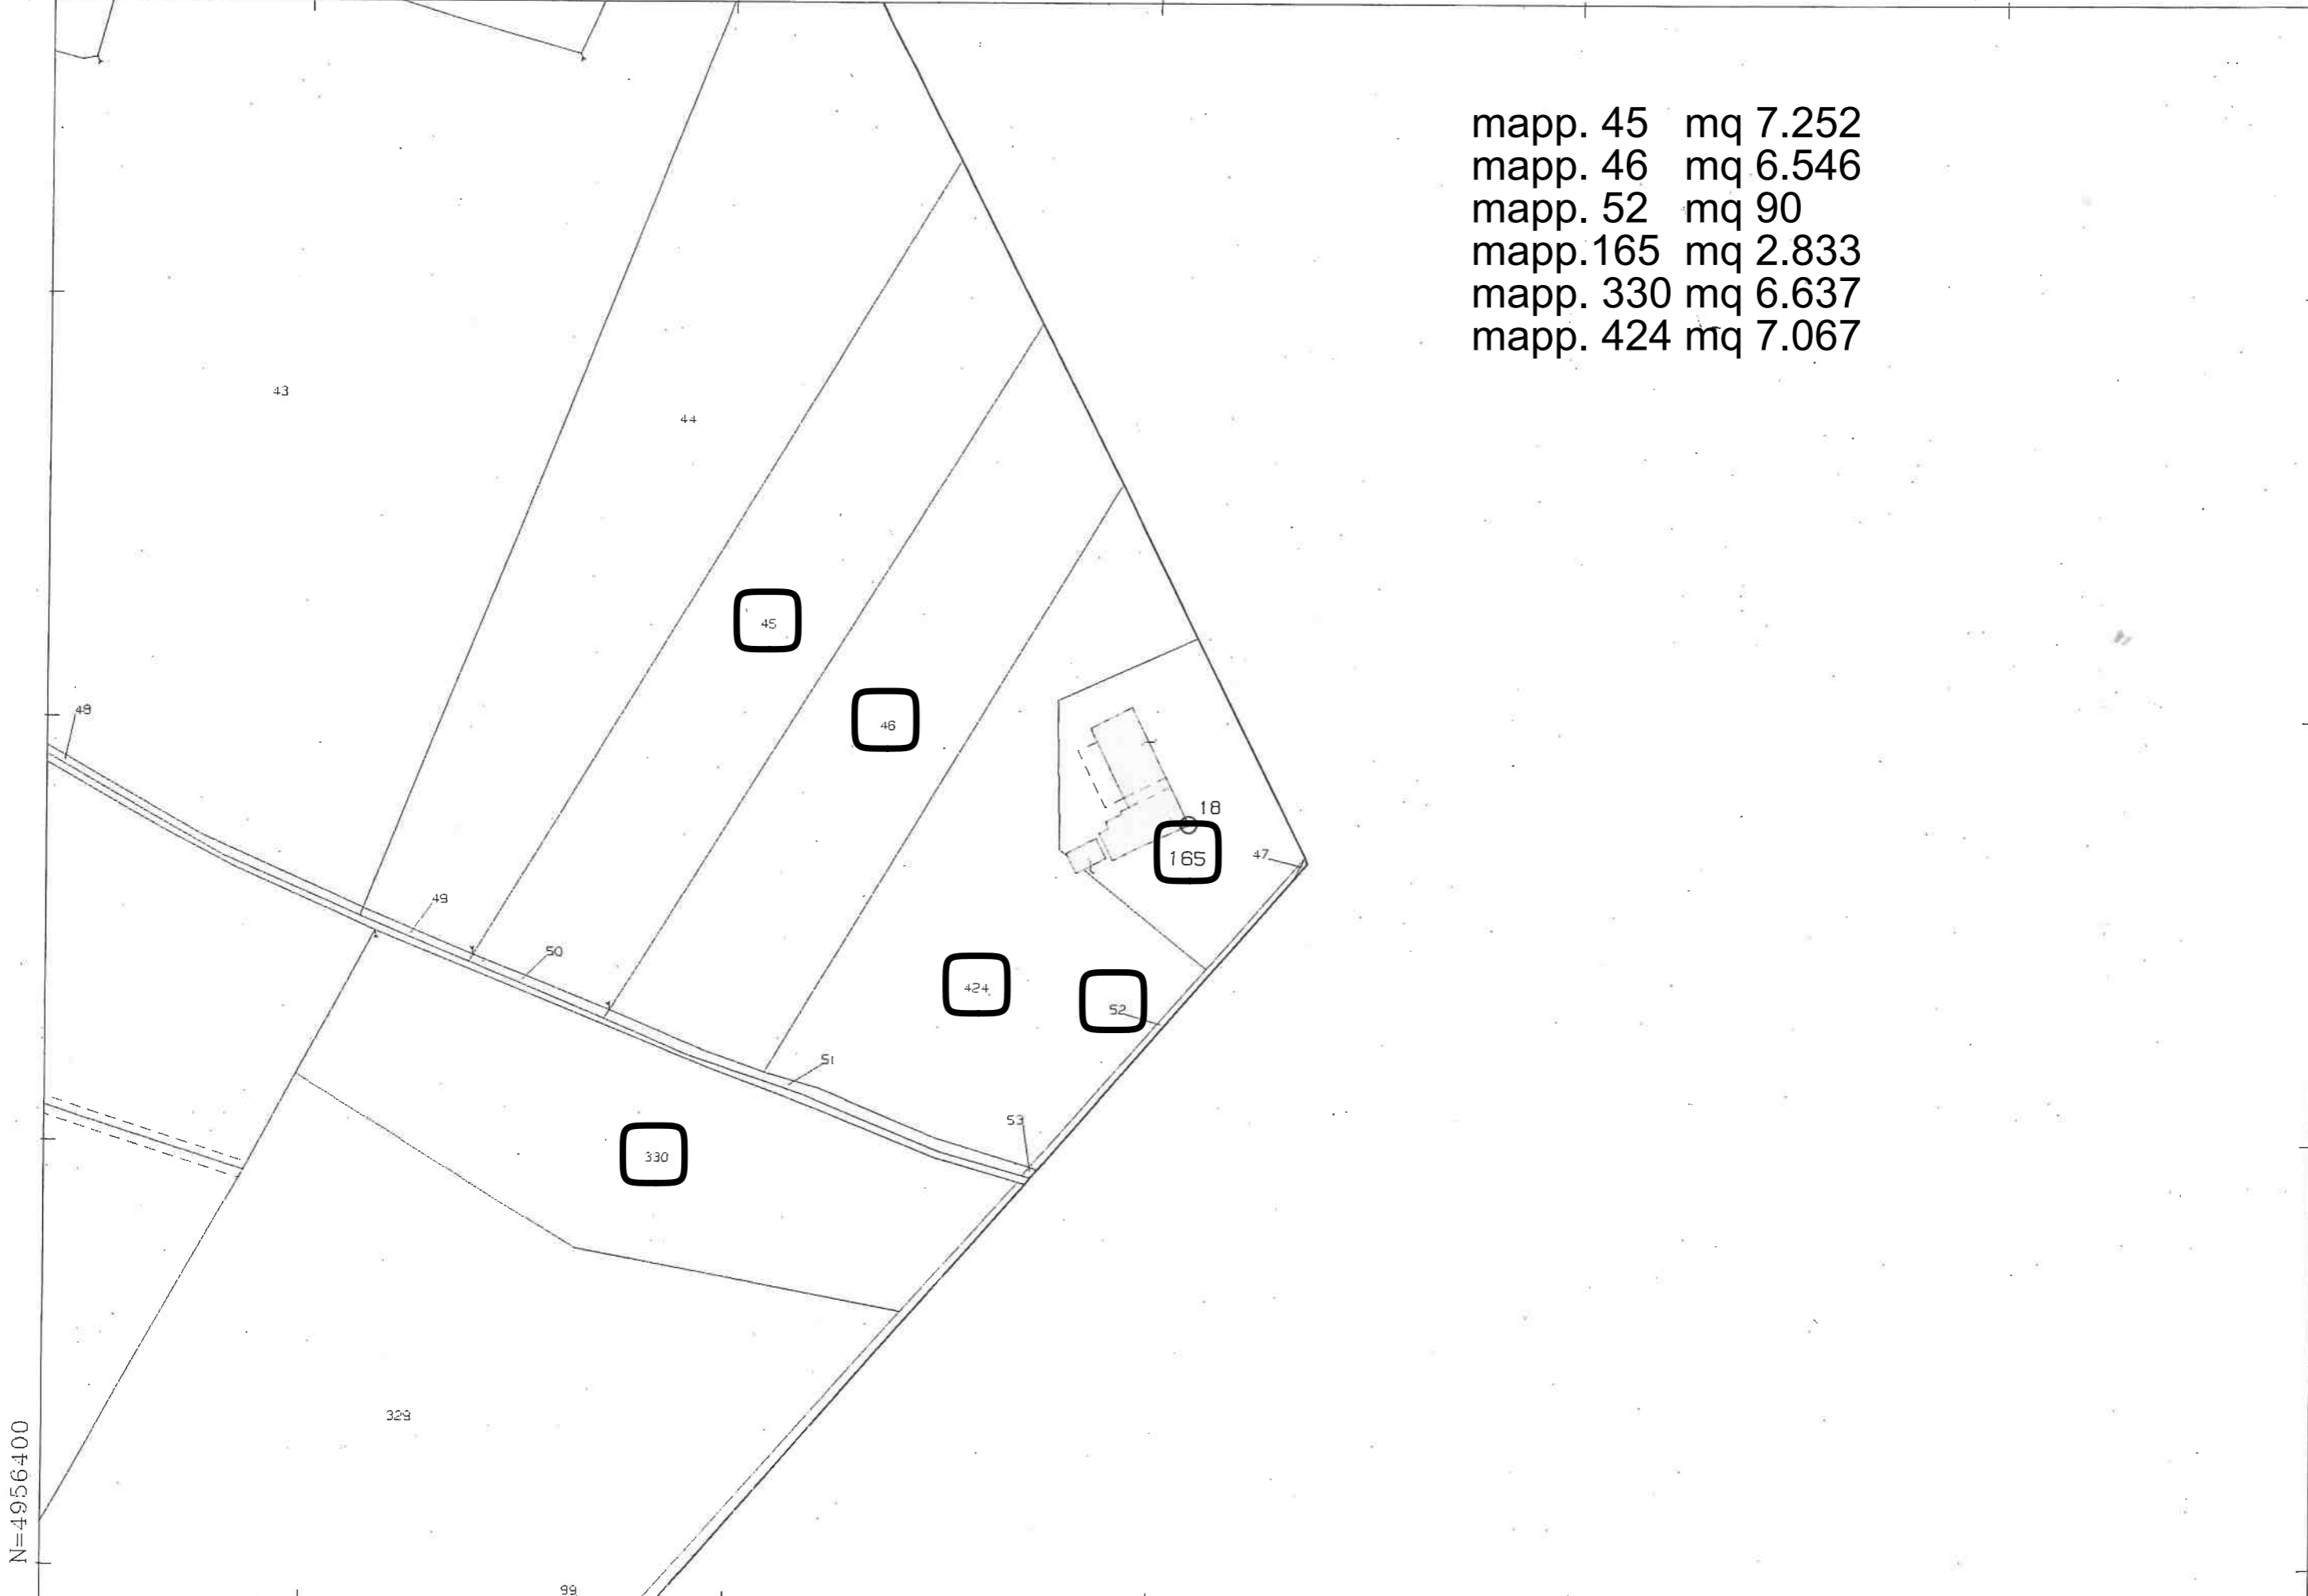 mapp. 45 mq 7.252
mapp. 46 mq 6.546
mapp. 52 mq 90
mapp.165 mq 2.833
mapp. 330 mq 6.637
mapp. 424 mq 7.067
43
44
45
48
46
18
165
47
49
50
424
52
51
53
330
329
N=4956400
99